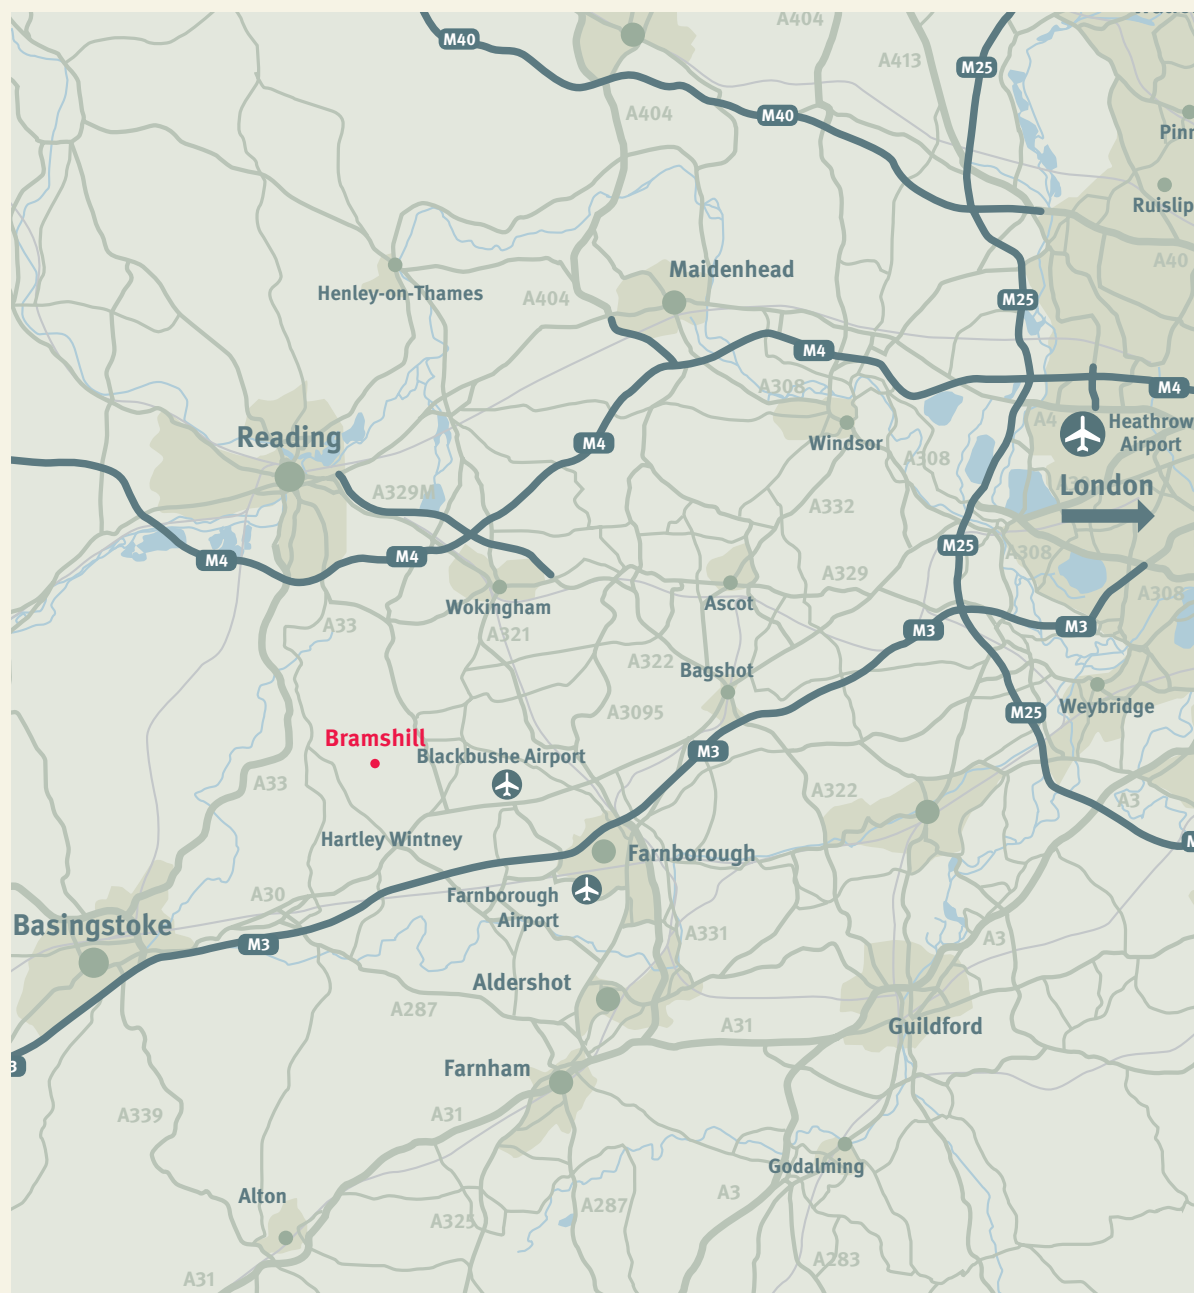 A404
M40
A413
M25
A404
M40
Pinn
Ruislip
Maidenhead
A40
Henley-on-Thames
A404
M25
M4
A308
M4
A4
Heathrow
Airport
Reading
M4
Windsor
A308
A329M
London
A332
M4
M4
M25
A308
A329
A308
Wokingham
Ascot
A33
A321
M3
M3
A322
Bagshot
Weybridge
A3095
M25
Bramshill
Blackbushe Airport
M3
A33
A322
A3
Hartley Wintney
Farnborough
A30
Farnborough
Airport
Basingstoke
M3
A331
A3
Aldershot
A287
A31
Guildford
3
Farnham
A339
A31
Godalming
Alton
A3
A325
A287
A31
A283